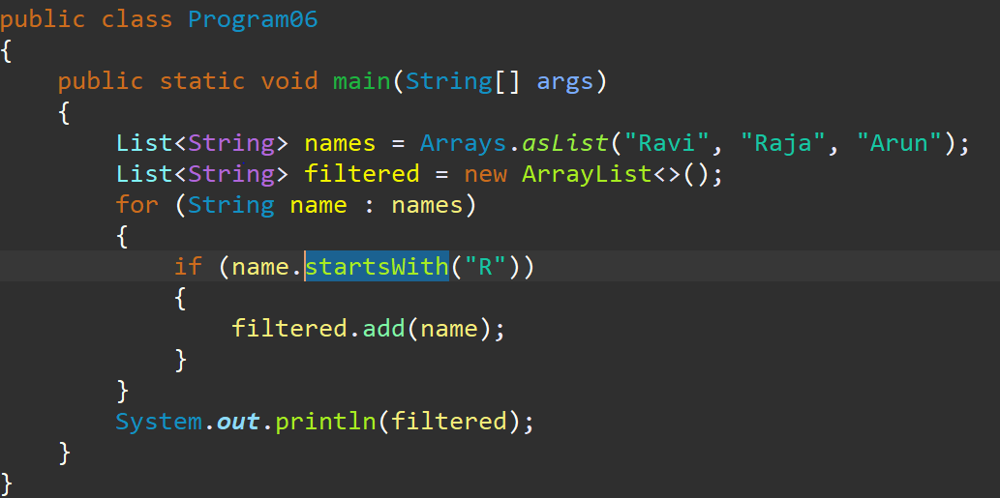 public class Program06
{
    public static void main(String[] args)
    {
        List<String> names = Arrays.asList("Ravi", "Raja", "Arun");
        List<String> filtered = new ArrayList<>();
        for (String name : names)
        {
            if (name.startsWith("R"))
            {
                filtered.add(name);
            }
        }
        System.out.println(filtered);
    }
}